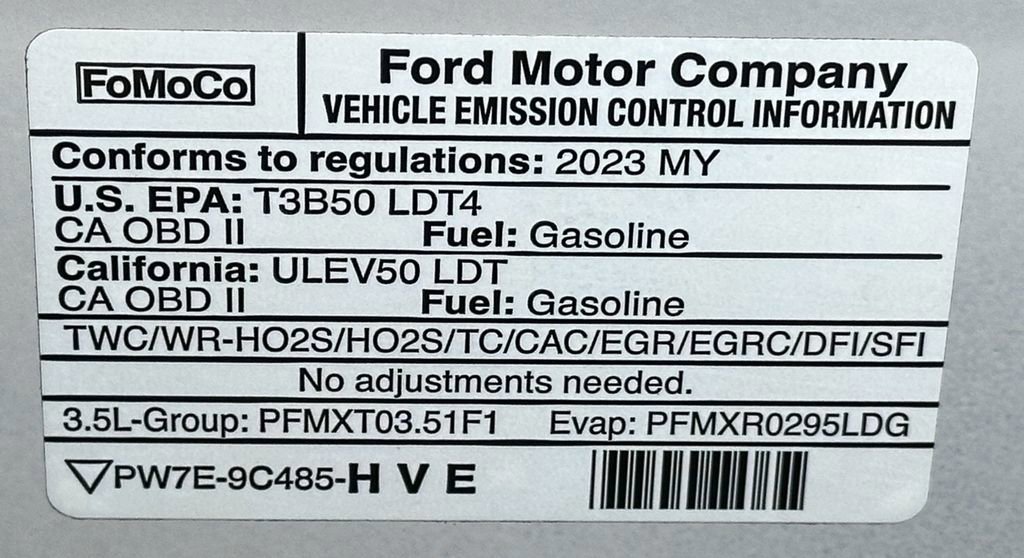 FoMoCo
Ford Motor Company
VEHICLE EMISSION CONTROL INFORMATION
Conforms to regulations: 2023 MY
U.S. EPA: T3B50 LDT4
CA OBD II Fuel: Gasoline
California: ULEV50 LDT
CA OBD II Fuel: Gasoline
TWC/WR-HO2S/HO2S/TC/CAC/EGR/EGRC/DFI/SFI
No adjustments needed.
3.5L-Group: PFMXT03.51F1 Evap: PFMXR0295LDG
PW7E-9C485-H V E